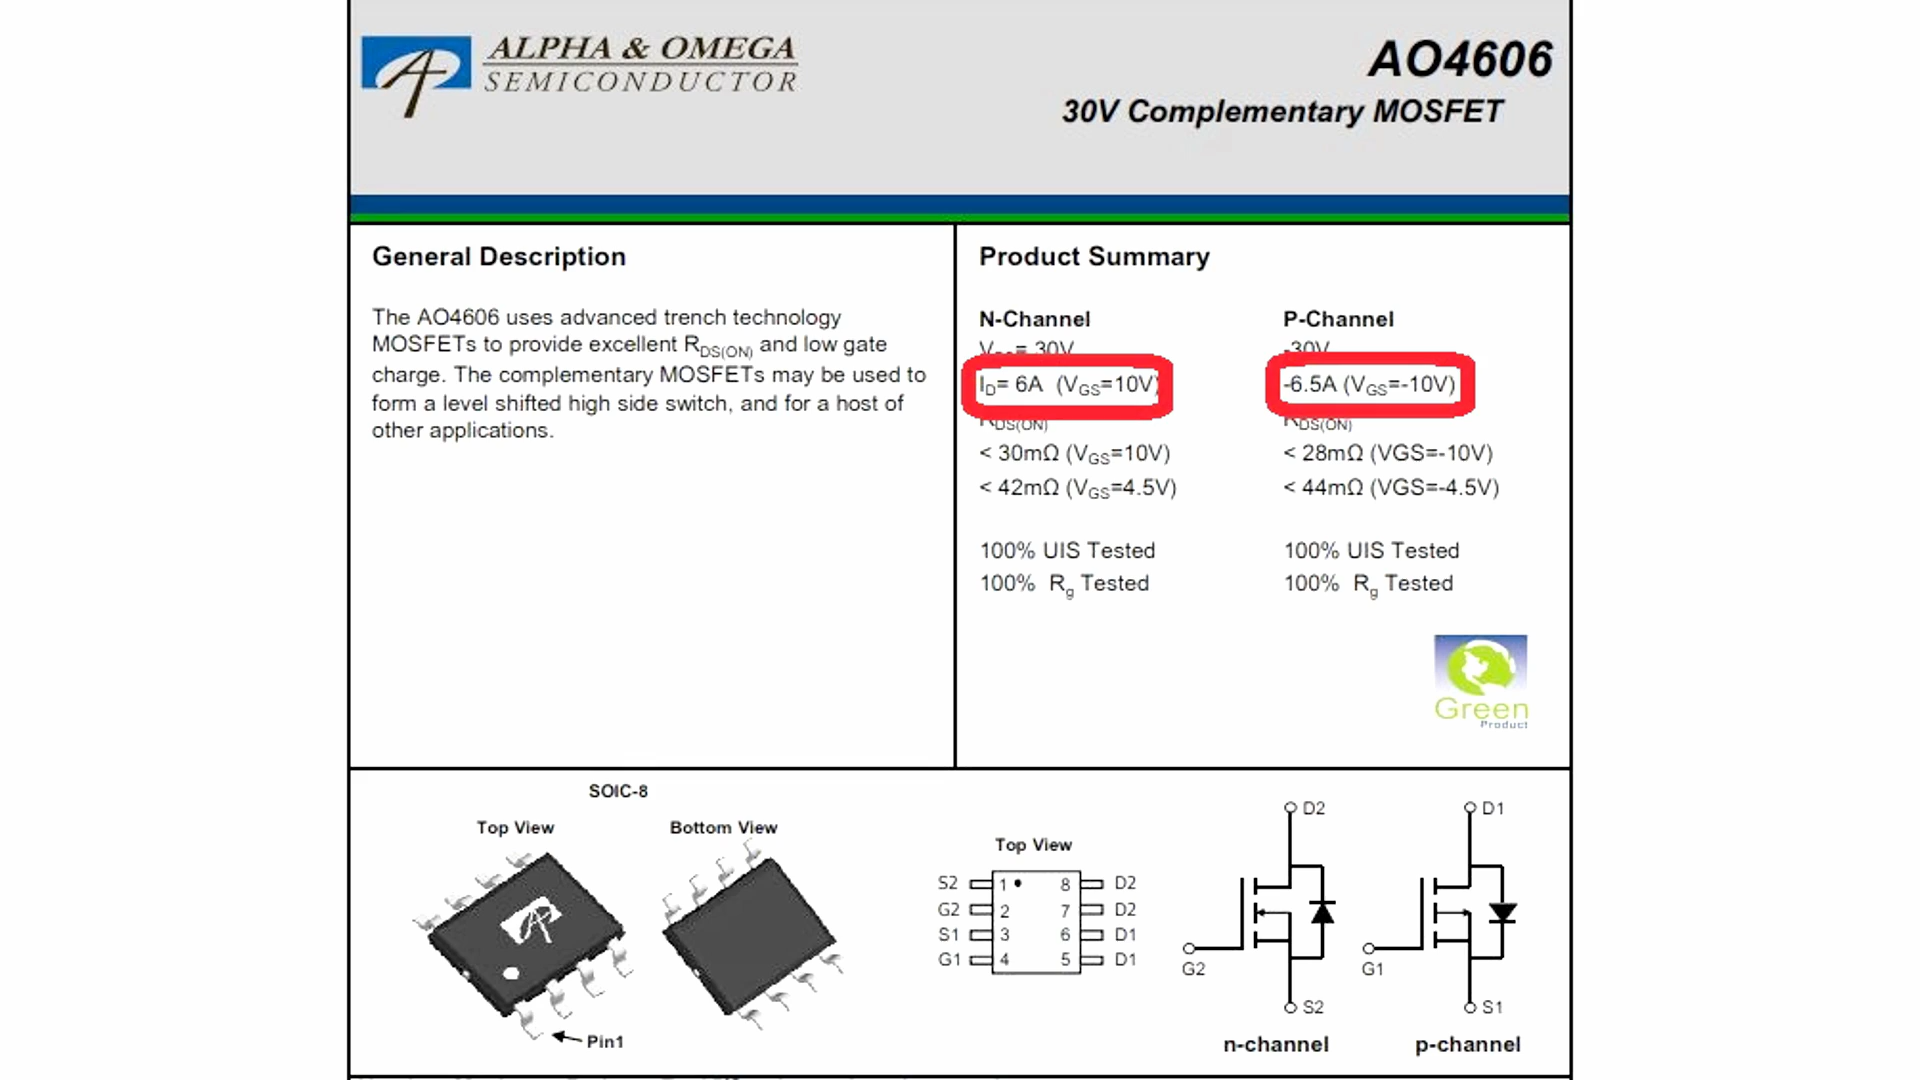 ALPHA & OMEGA
SEMICONDUCTOR
AO4606
30V Complementary MOSFET
General Description
The AO4606 uses advanced trench technology
MOSFETs to provide excellent RDS(ON) and low gate
charge. The complementary MOSFETs may be used to
form a level shifted high side switch, and for a host of
other applications.
Product Summary
N-Channel P-Channel
= 30V -30V
ID= 6A (VGS=10V) -6.5A (VGS=-10V)
RDS(ON) RDS(ON)
< 30mΩ (VGS=10V) < 28mΩ (VGS=-10V)
< 42mΩ (VGS=4.5V) < 44mΩ (VGS=-4.5V)
100% UIS Tested 100% UIS Tested
100% Rg Tested 100% Rg Tested
Green
Product
SOIC-8
Top View Bottom View
Pin1
Top View
S2 1 8 D2
G2 2 7 D2
S1 3 6 D1
G1 4 5 D1
D2
G2
S2
n-channel
D1
G1
S1
p-channel